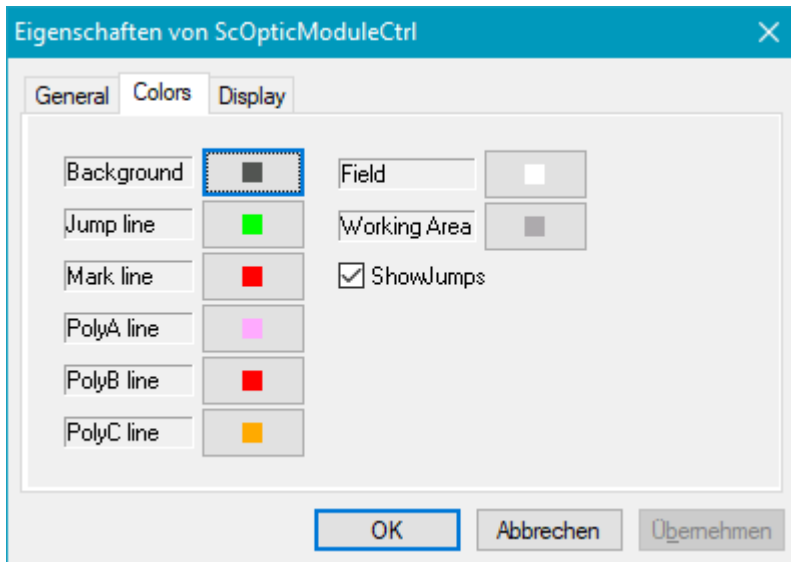 Eigenschaften von ScOpticModuleCtrl
General Colors Display
Background
Jump line
Mark line
PolyA line
PolyB line
PolyC line
Field
Working Area
ShowJumps
OK Abbrechen Übernehmen